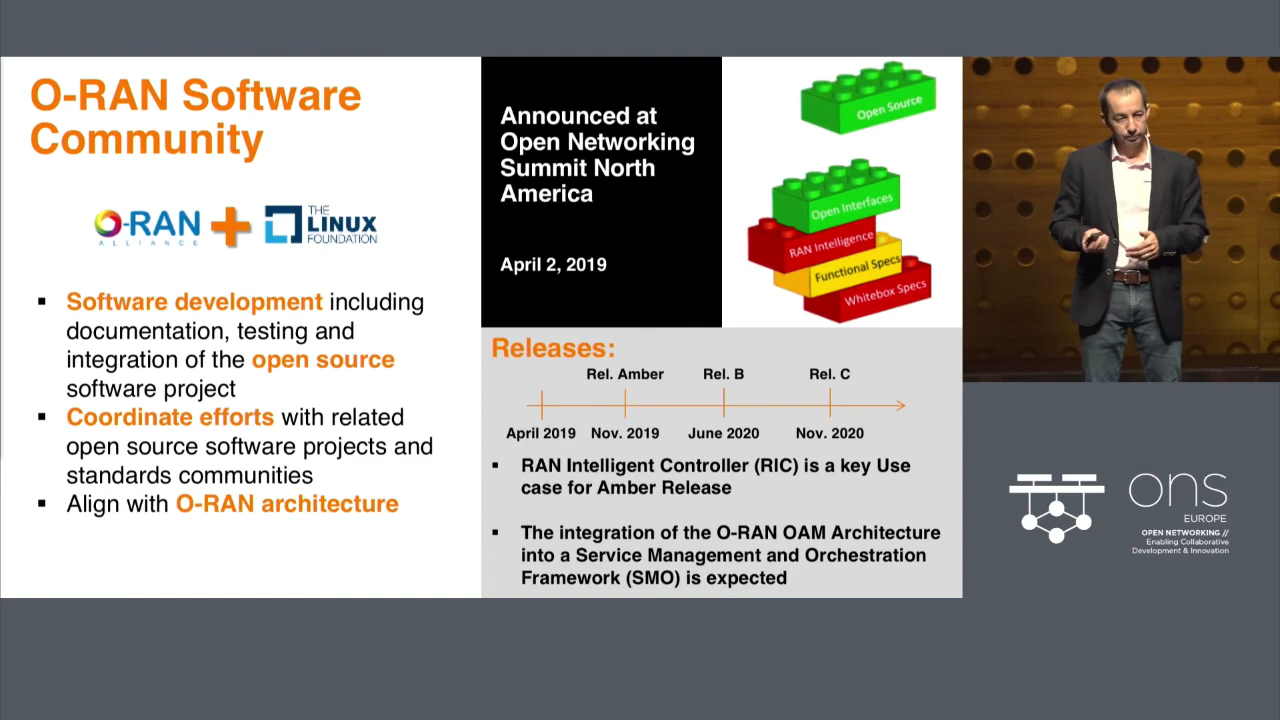 O-RAN Software
Community
O-RAN
ALLIANCE
THE
LINUX
FOUNDATION
▪ Software development including
documentation, testing and
integration of the open source
software project
▪ Coordinate efforts with related
open source software projects and
standards communities
▪ Align with O-RAN architecture
Announced at
Open Networking
Summit North
America
April 2, 2019
Open Source
Open Interfaces
RAN Intelligence
Functional Specs
Whitebox Specs
Releases:
Rel. Amber Rel. B Rel. C
April 2019 Nov. 2019 June 2020 Nov. 2020
▪ RAN Intelligent Controller (RIC) is a key Use
case for Amber Release
▪ The integration of the O-RAN OAM Architecture
into a Service Management and Orchestration
Framework (SMO) is expected
ons
EUROPE
OPEN NETWORKING //
Enabling Collaborative
Development & Innovation